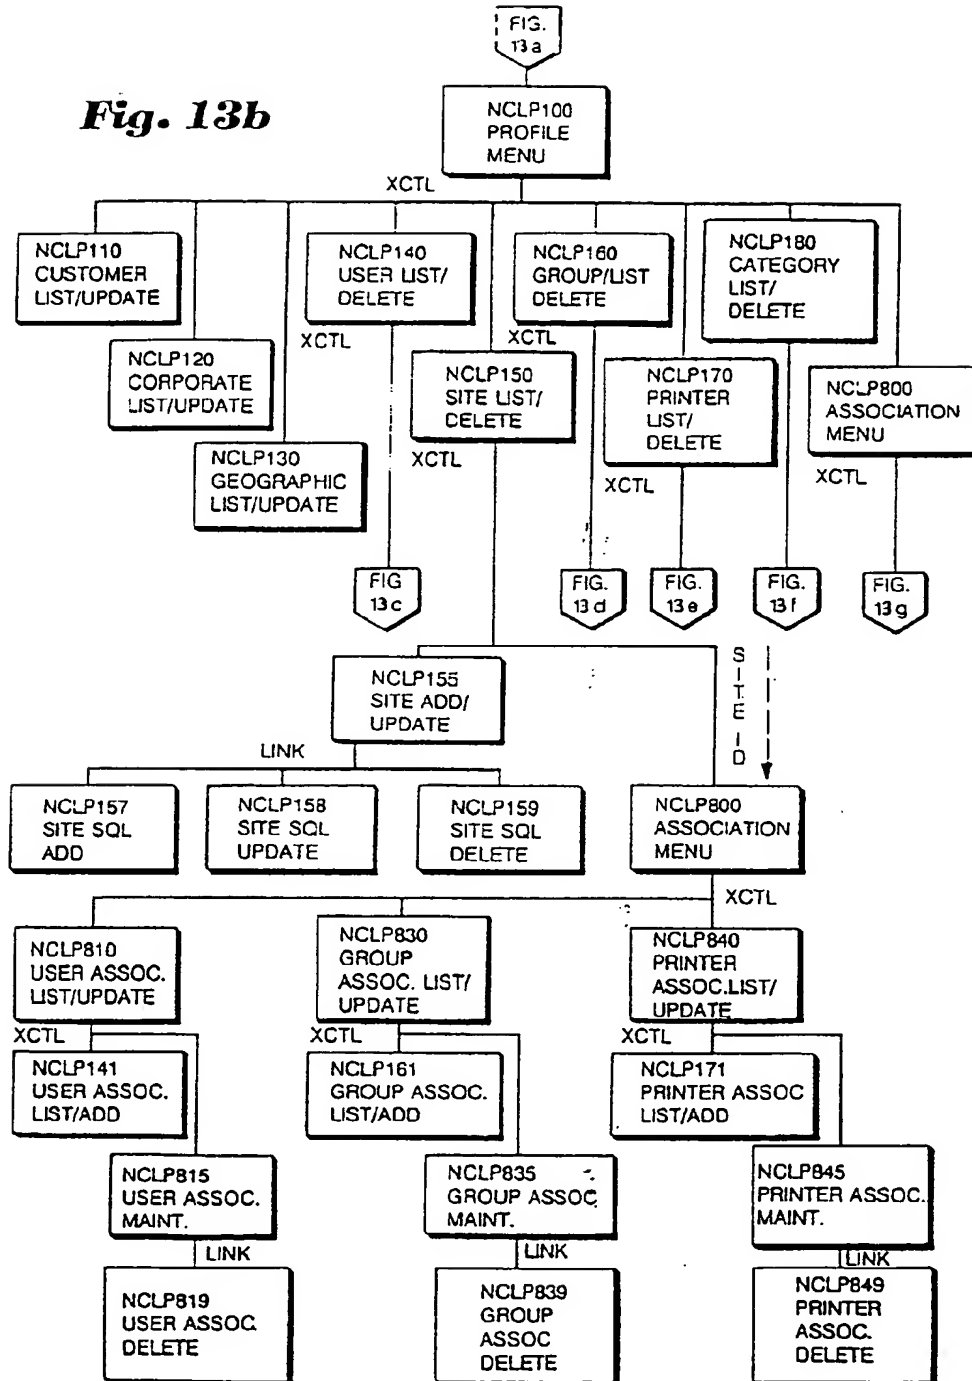 FIG.
13a
Fig. 13b
NCLP100
PROFILE
MENU
XCTL
NCLP110
CUSTOMER
LIST/UPDATE
NCLP140
USER LIST/
DELETE
NCLP160
GROUP/LIST
DELETE
NCLP180
CATEGORY
LIST/
DELETE
XCTL
XCTL
NCLP120
CORPORATE
LIST/UPDATE
NCLP150
SITE LIST/
DELETE
NCLP170
PRINTER
LIST/
DELETE
NCLP800
ASSOCIATION
MENU
NCLP130
GEOGRAPHIC
LIST/UPDATE
XCTL
XCTL
XCTL
FIG
13c
FIG.
13d
FIG.
13e
FIG.
13f
FIG.
13g
NCLP155
SITE ADD/
UPDATE
SITE ID
LINK
NCLP157
SITE SQL
ADD
NCLP158
SITE SQL
UPDATE
NCLP159
SITE SQL
DELETE
NCLP800
ASSOCIATION
MENU
XCTL
NCLP810
USER ASSOC.
LIST/UPDATE
NCLP830
GROUP
ASSOC. LIST/
UPDATE
NCLP840
PRINTER
ASSOC.LIST/
UPDATE
XCTL
XCTL
XCTL
NCLP141
USER ASSOC.
LIST/ADD
NCLP161
GROUP ASSOC.
LIST/ADD
NCLP171
PRINTER ASSOC
LIST/ADD
NCLP815
USER ASSOC.
MAINT.
NCLP835
GROUP ASSOC
MAINT.
NCLP845
PRINTER ASSOC.
MAINT.
LINK
LINK
LINK
NCLP819
USER ASSOC.
DELETE
NCLP839
GROUP
ASSOC
DELETE
NCLP849
PRINTER
ASSOC.
DELETE